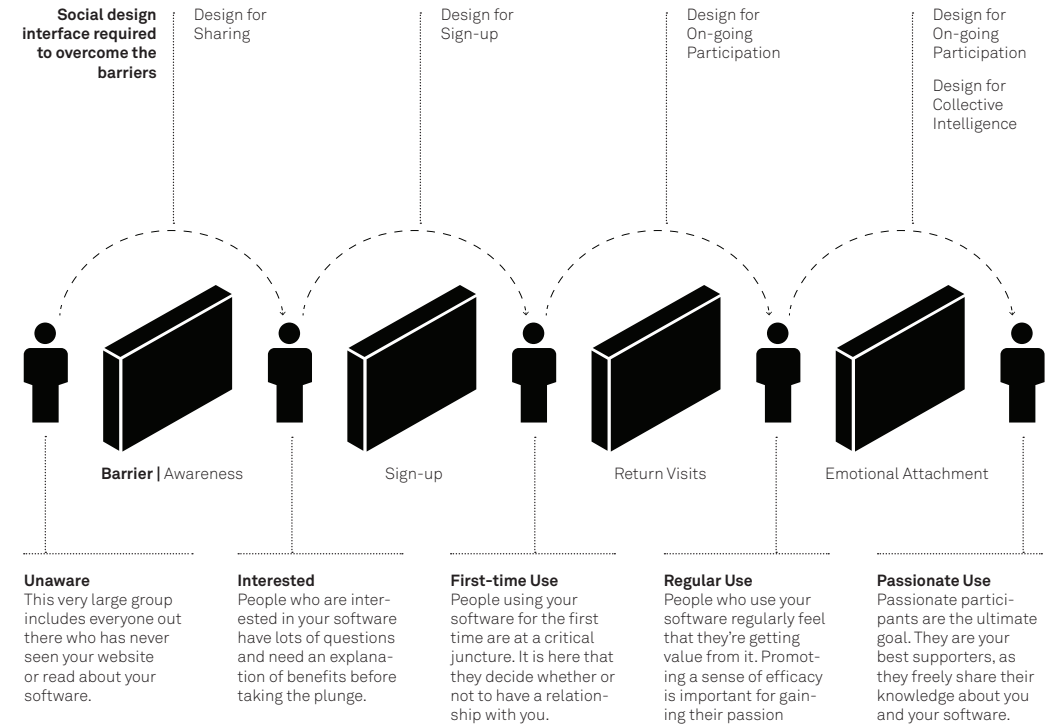 Social design
interface required
to overcome the
barriers
Design for
Sharing
Design for
Sign-up
Design for
On-going
Participation
Design for
On-going
Participation
Design for
Collective
Intelligence
Barrier | Awareness
Sign-up
Return Visits
Emotional Attachment
Unaware
This very large group
includes everyone out
there who has never
seen your website
or read about your
software.
Interested
People who are inter-
ested in your software
have lots of questions
and need an explana-
tion of benefits before
taking the plunge.
First-time Use
People using your
software for the first
time are at a critical
juncture. It is here that
they decide whether or
not to have a relation-
ship with you.
Regular Use
People who use your
software regularly feel
that they're getting
value from it. Promot-
ing a sense of efficacy
is important for gain-
ing their passion
Passionate Use
Passionate partici-
pants are the ultimate
goal. They are your
best supporters, as
they freely share their
knowledge about you
and your software.